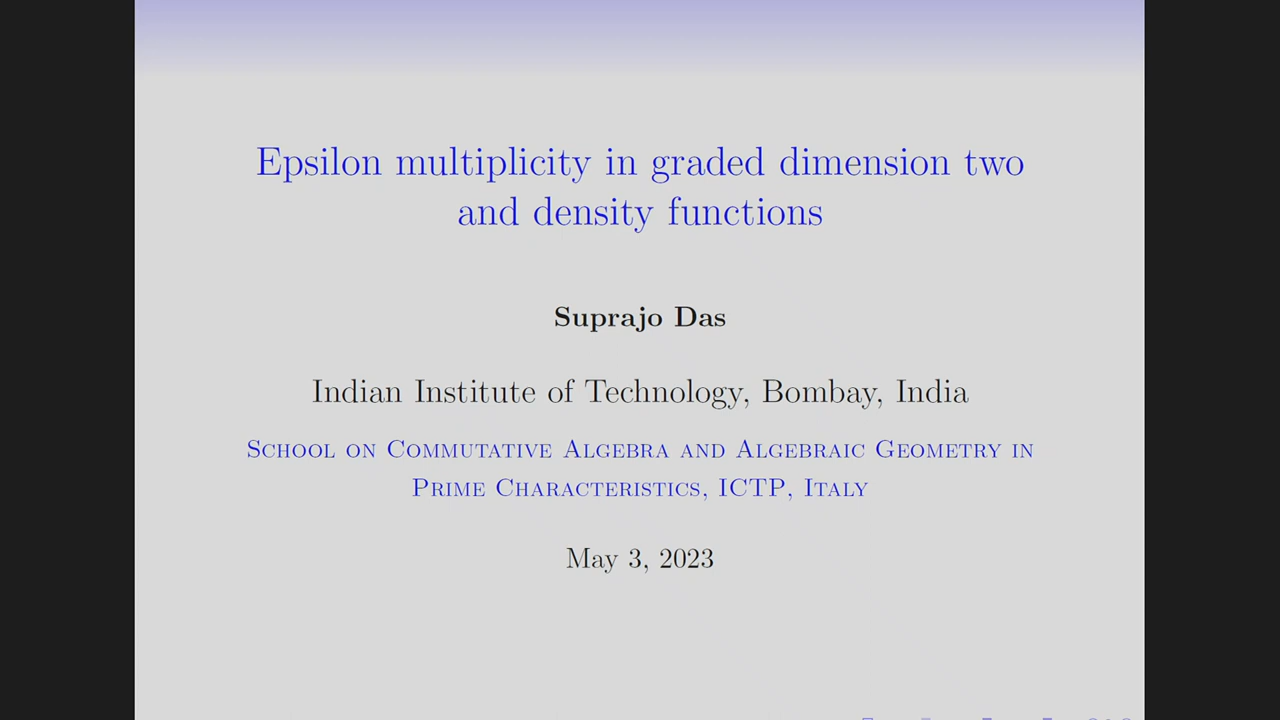 Epsilon multiplicity in graded dimension two
and density functions
Suprajo Das
Indian Institute of Technology, Bombay, India
School on Commutative Algebra and Algebraic Geometry in
Prime Characteristics, ICTP, Italy
May 3, 2023